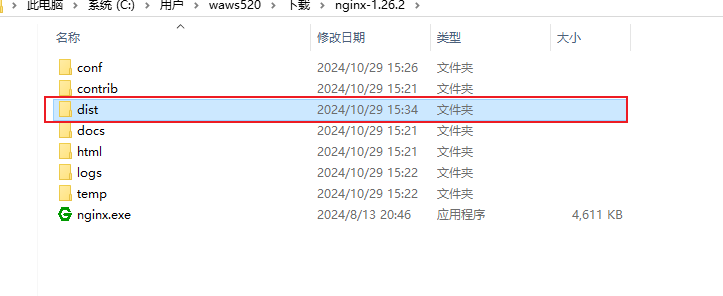 此电脑 > 系统 (C:) > 用户 > waws520 > 下载 > nginx-1.26.2 >
名称 修改日期 类型 大小
conf 2024/10/29 15:26 文件夹
contrib 2024/10/29 15:21 文件夹
dist 2024/10/29 15:34 文件夹
docs 2024/10/29 15:21 文件夹
html 2024/10/29 15:21 文件夹
logs 2024/10/29 15:22 文件夹
temp 2024/10/29 15:22 文件夹
nginx.exe 2024/8/13 20:46 应用程序 4,611 KB